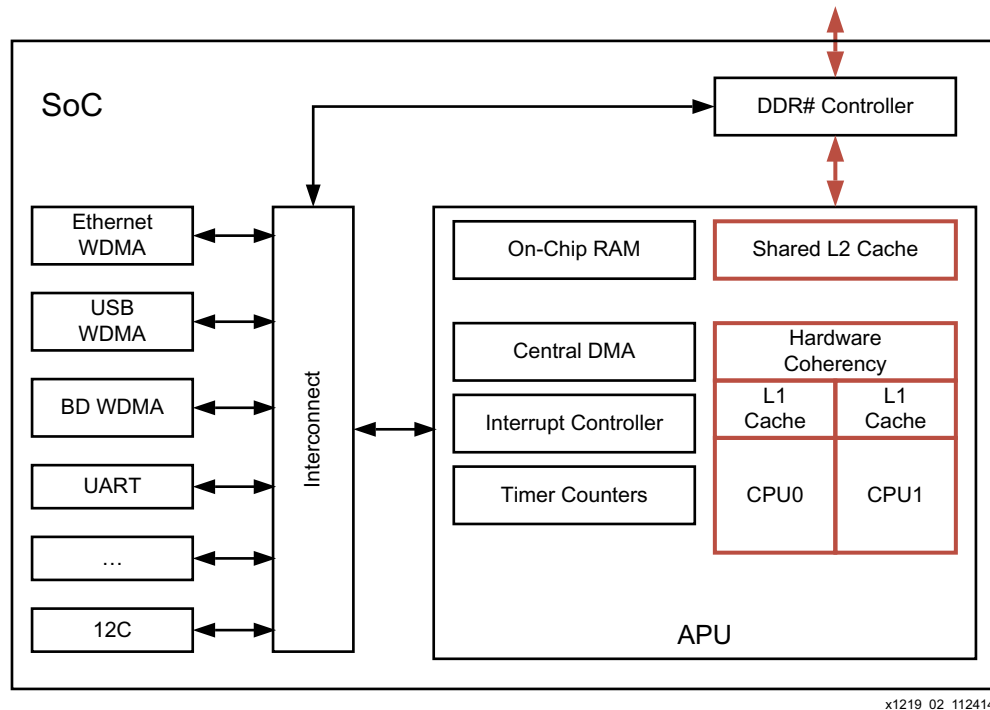 SoC
DDR# Controller
Ethernet
WDMA
USB
WDMA
BD WDMA
UART
...
12C
Interconnect
On-Chip RAM
Shared L2 Cache
Central DMA
Hardware
Coherency
Interrupt Controller
L1
Cache
L1
Cache
Timer Counters
CPU0
CPU1
APU
x1219_02_112414